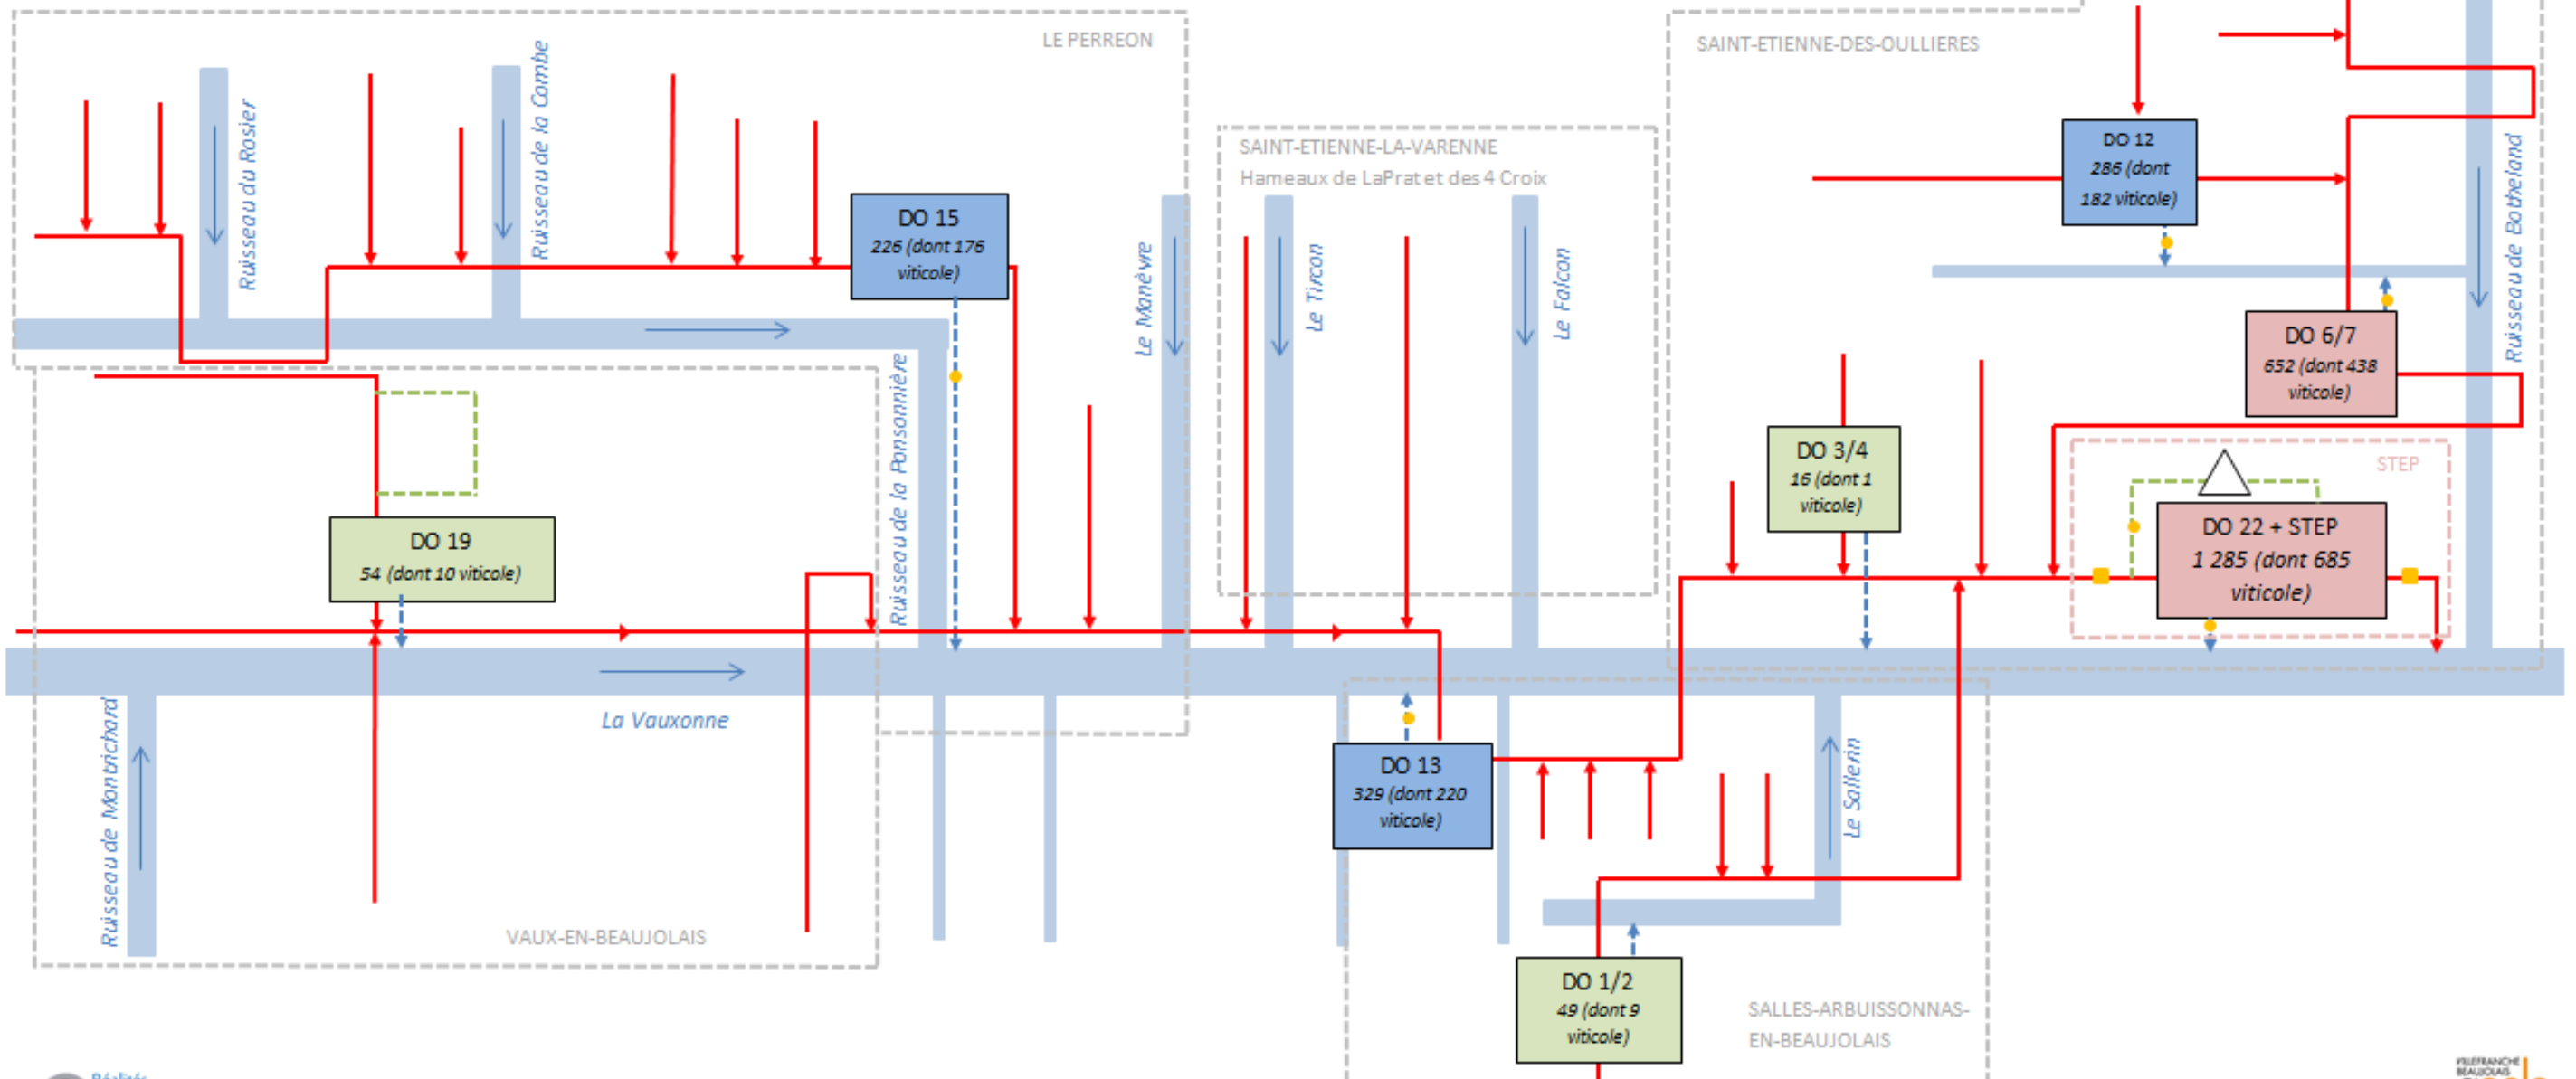 LE PERREON
SAINT-ETIENNE-DES-OULLIERES
Ruisseau du Rosier
Ruisseau de la Combe
SAINT-ETIENNE-LA-VARENNE
Hameaux de LaPrat et des 4 Croix
DO 12
286 (dont
182 viticole)
DO 15
226 (dont 176
viticole)
Le Manèvre
Le Tircon
Le Falcon
Ruisseau de Botheland
DO 6/7
652 (dont 438
viticole)
Ruisseau de la Ponsonnière
DO 3/4
16 (dont 1
viticole)
STEP
DO 19
54 (dont 10 viticole)
DO 22 + STEP
1 285 (dont 685
viticole)
La Vauxonne
Ruisseau de Montrichard
DO 13
329 (dont 220
viticole)
Le Sallerin
VAUX-EN-BEAUJOLAIS
DO 1/2
49 (dont 9
viticole)
SALLES-ARBUISSONNAS-
EN-BEAUJOLAIS
Réalités
VILLEFRANCHE
BEAUJOLAIS